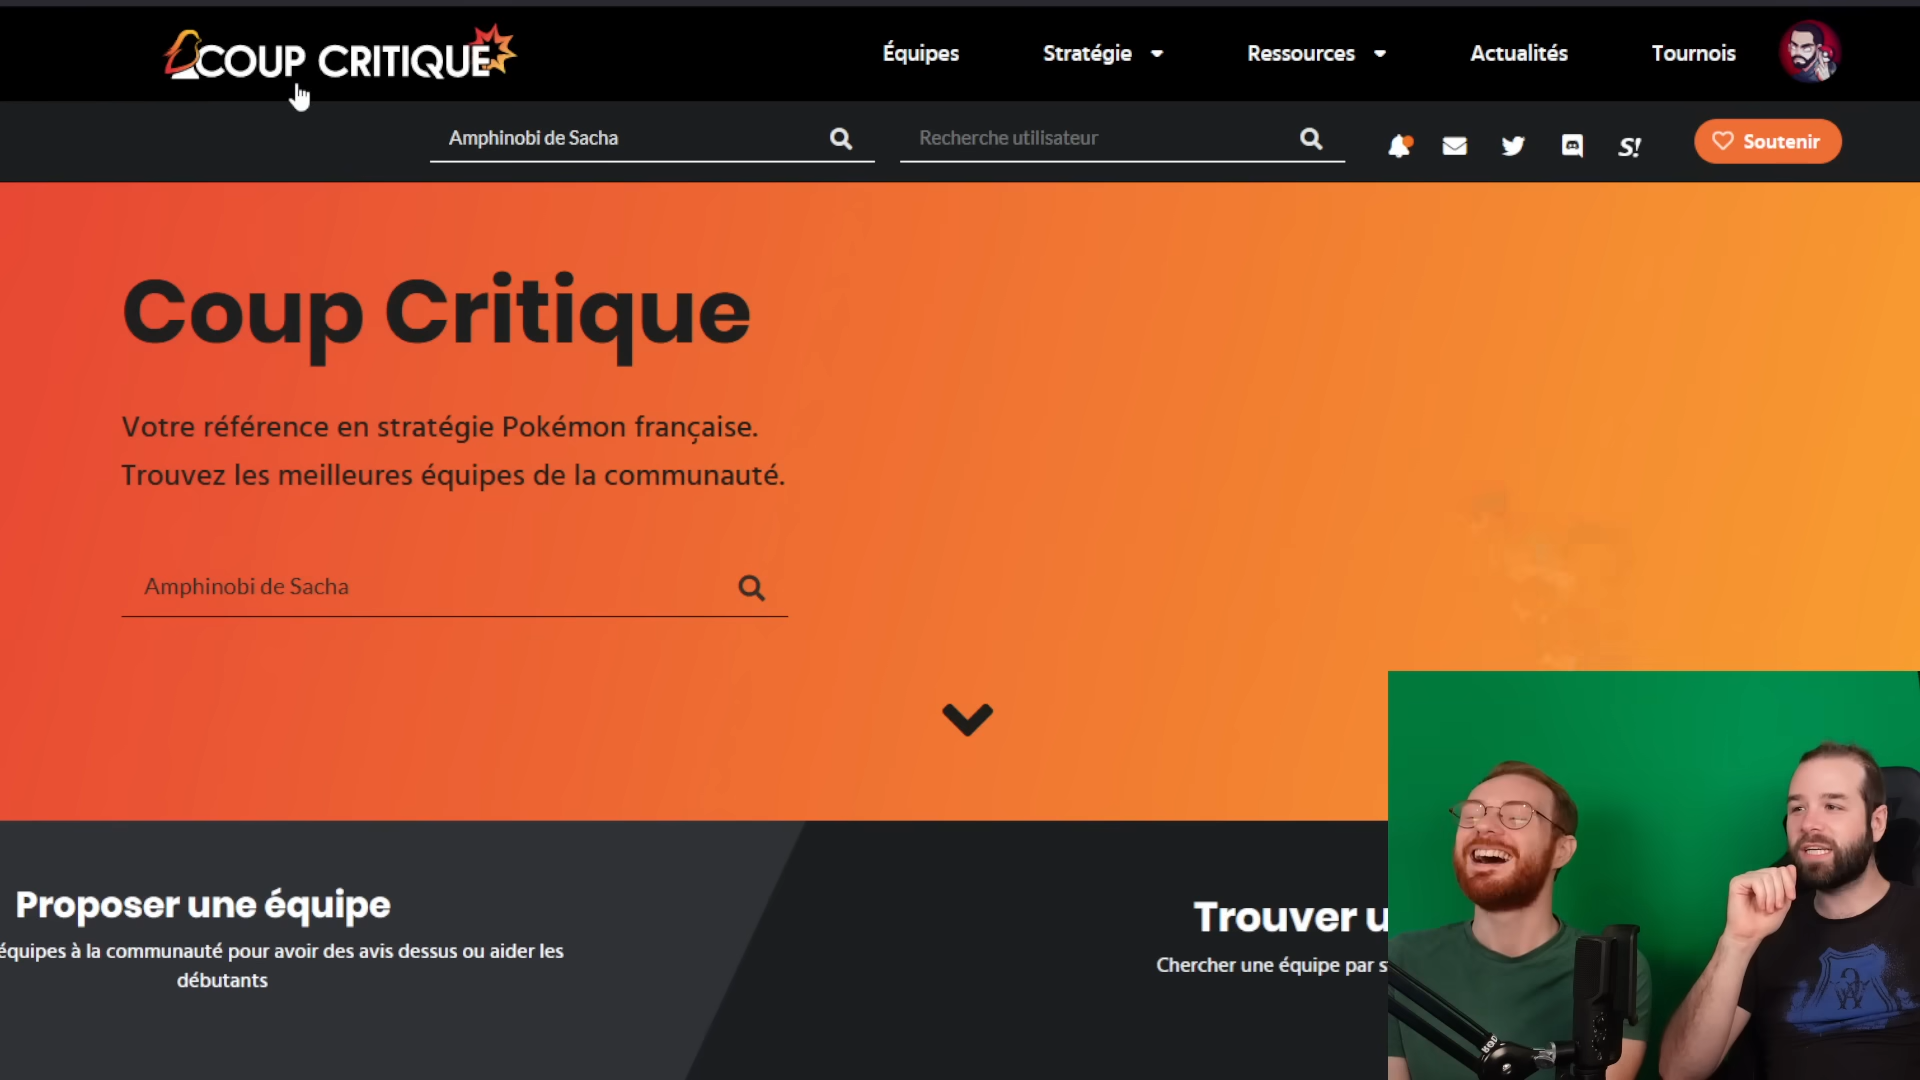 COUP CRITIQUE
Équipes
Stratégie
Ressources
Actualités
Tournois
Amphinobi de Sacha
Recherche utilisateur
S!
Soutenir
Coup Critique
Votre référence en stratégie Pokémon française.
Trouvez les meilleures équipes de la communauté.
Amphinobi de Sacha
Proposer une équipe
équipes à la communauté pour avoir des avis dessus ou aider les
débutants
Trouver u
Chercher une équipe par s